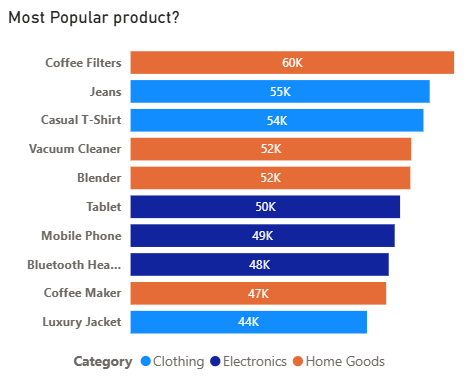 Most Popular product?
Coffee Filters 60K
Jeans 55K
Casual T-Shirt 54K
Vacuum Cleaner 52K
Blender 52K
Tablet 50K
Mobile Phone 49K
Bluetooth Hea... 48K
Coffee Maker 47K
Luxury Jacket 44K
Category Clothing Electronics Home Goods